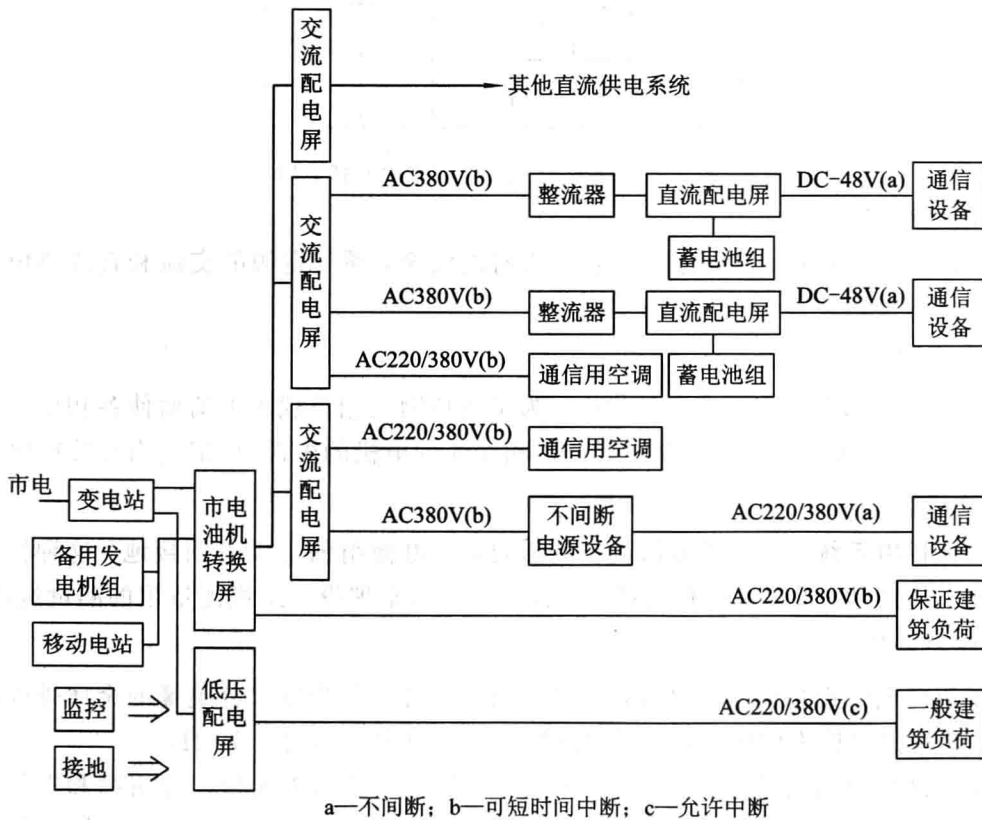 交流配电屏
其他直流供电系统
交流配电屏
AC380V(b)
整流器
直流配电屏
DC-48V(a)
通信
设备
蓄电池组
AC380V(b)
整流器
直流配电屏
DC-48V(a)
通信
设备
蓄电池组
AC220/380V(b)
通信用空调
交流配电屏
AC220/380V(b)
通信用空调
AC380V(b)
不间断
电源设备
AC220/380V(a)
通信
设备
市电
变电站
备用发
电机组
移动电站
市电
油机
转换
屏
AC220/380V(b)
保证建
筑负荷
监控
接地
低压
配电
屏
AC220/380V(c)
一般建
筑负荷
a—不间断；b—可短时间中断；c—允许中断